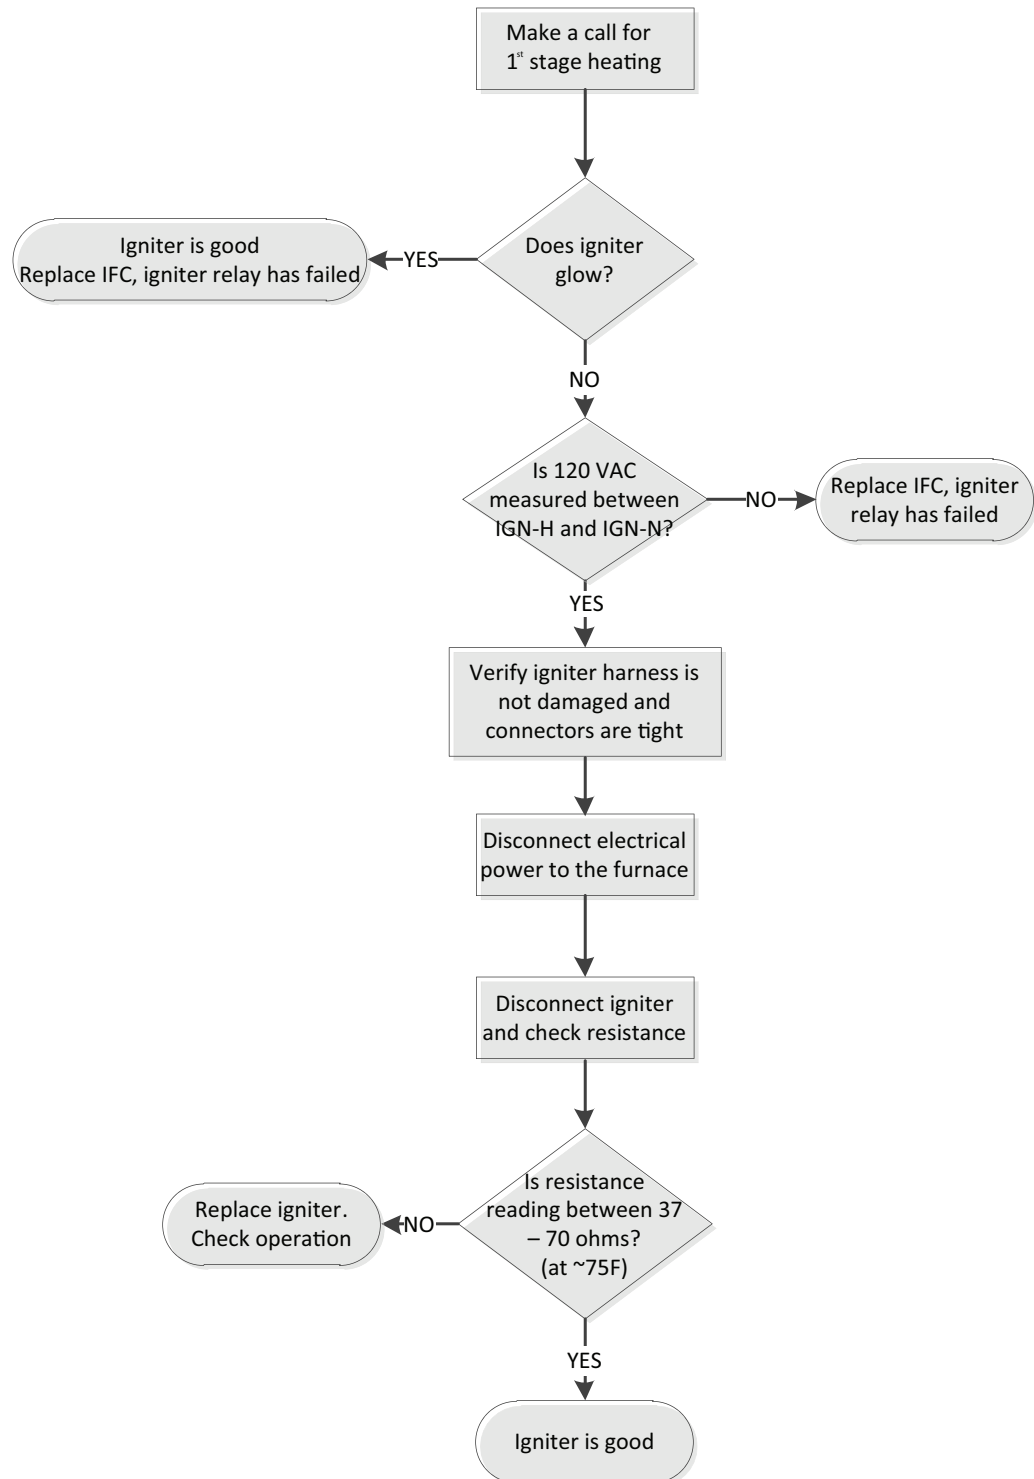 Make a call for
1st stage heating
Does igniter
glow?
YES
Igniter is good
Replace IFC, igniter relay has failed
NO
Is 120 VAC
measured between
IGN-H and IGN-N?
NO
Replace IFC, igniter
relay has failed
YES
Verify igniter harness is
not damaged and
connectors are tight
Disconnect electrical
power to the furnace
Disconnect igniter
and check resistance
Is resistance
reading between 37
– 70 ohms?
(at ~75F)
NO
Replace igniter.
Check operation
YES
Igniter is good